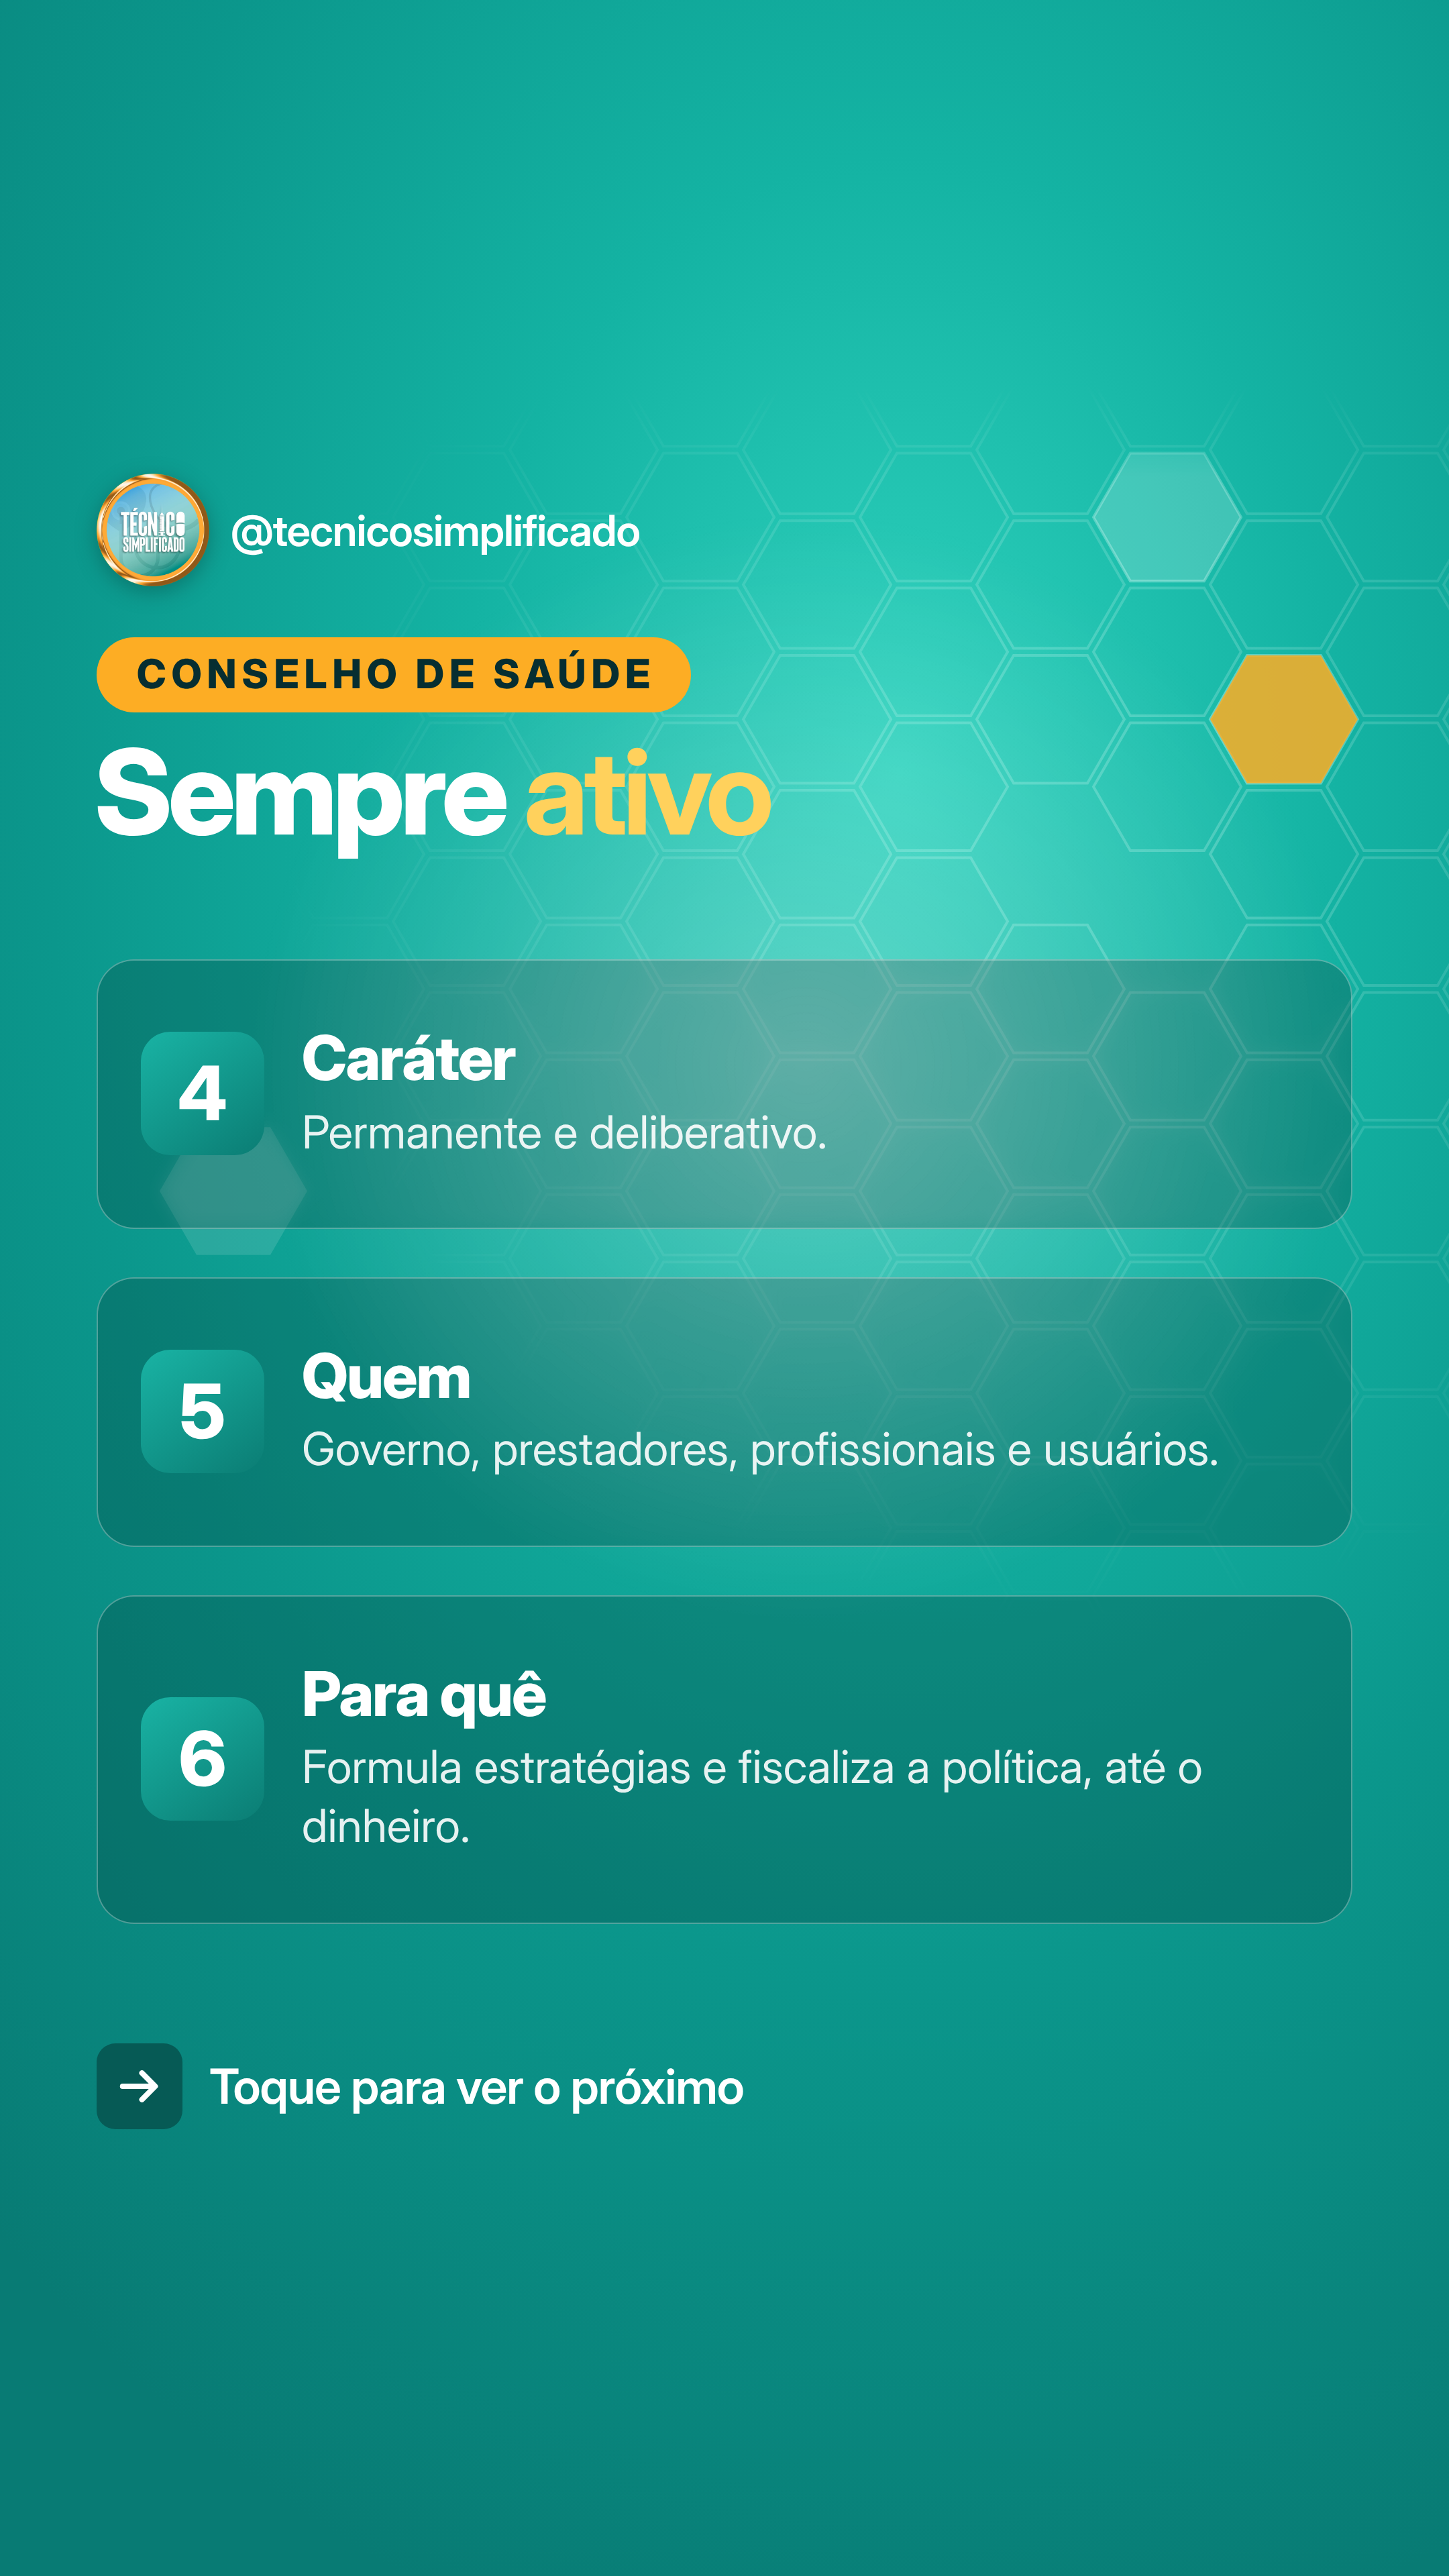 TÉCNICO
SIMPLIFICADO
@tecnicosimplificado
CONSELHO DE SAÚDE
Sempre ativo
4
Caráter
Permanente e deliberativo.
5
Quem
Governo, prestadores, profissionais e usuários.
6
Para quê
Formula estratégias e fiscaliza a política, até o
dinheiro.
Toque para ver o próximo